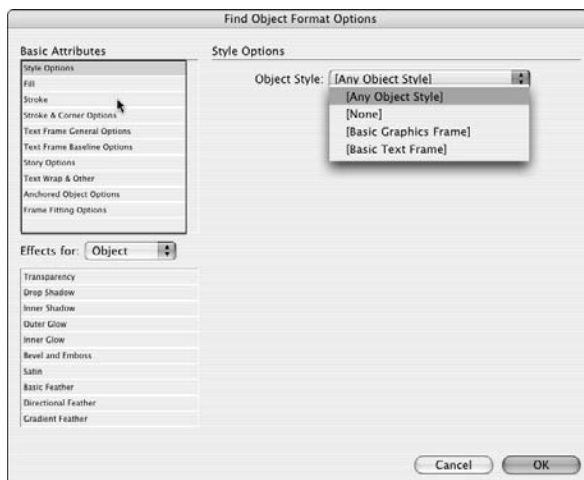 Find Object Format Options
Basic Attributes
Style Options
Fill
Stroke
Stroke & Corner Options
Text Frame General Options
Text Frame Baseline Options
Story Options
Text Wrap & Other
Anchored Object Options
Frame Fitting Options
Effects for: Object
Transparency
Drop Shadow
Inner Shadow
Outer Glow
Inner Glow
Bevel and Emboss
Satin
Basic Feather
Directional Feather
Gradient Feather
Style Options
Object Style: [Any Object Style]
[Any Object Style]
[None]
[Basic Graphics Frame]
[Basic Text Frame]
Cancel
OK